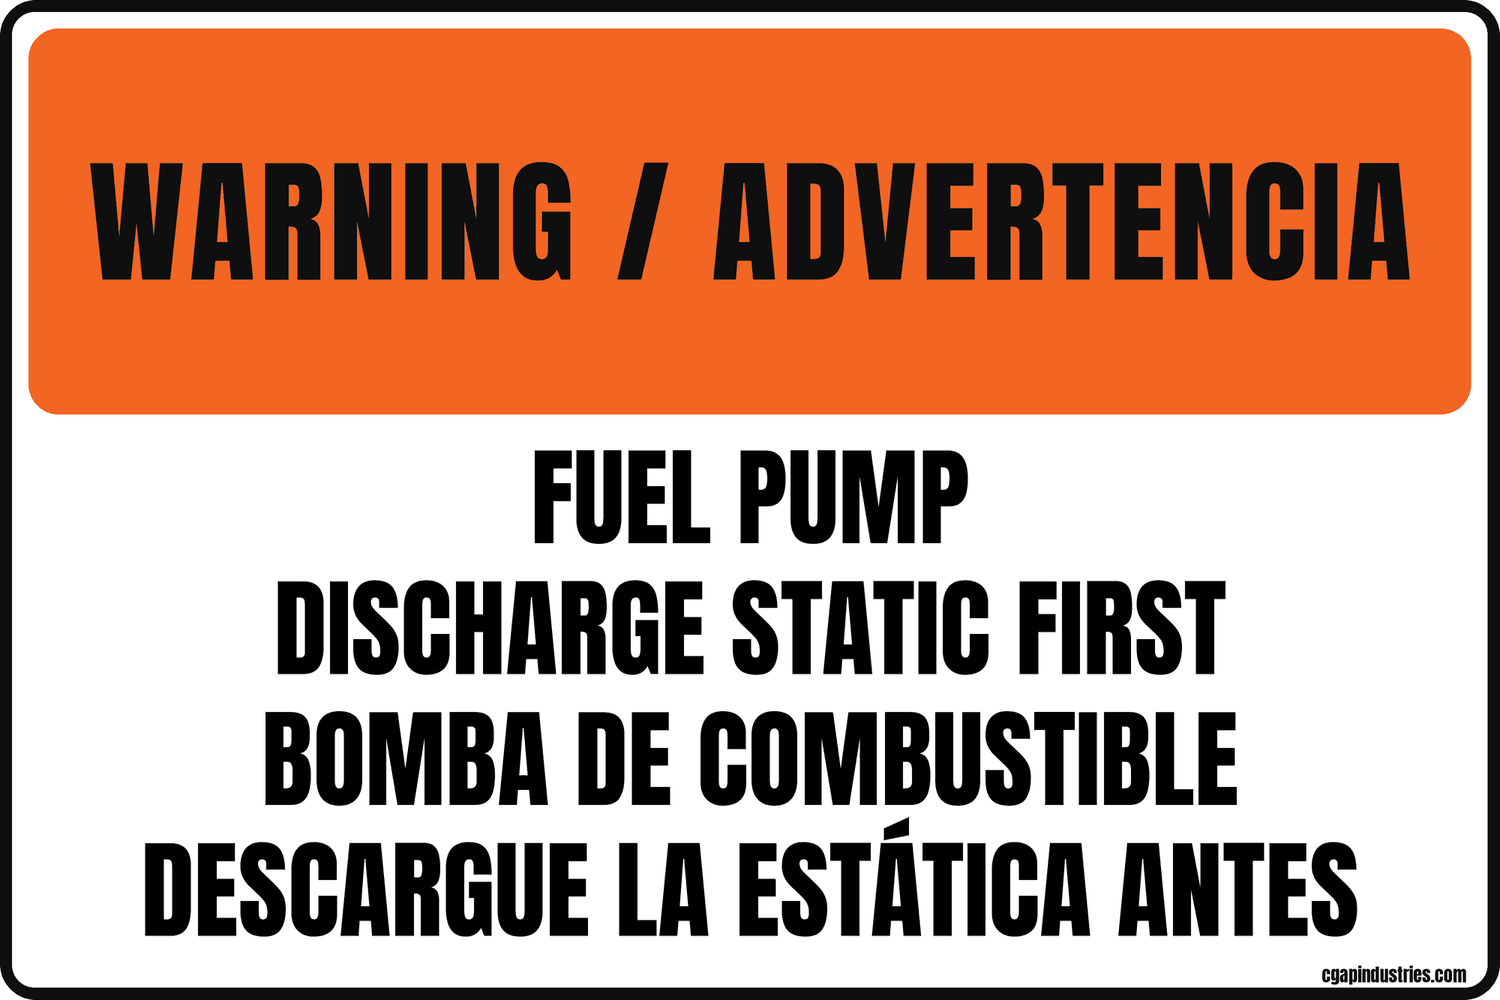 WARNING / ADVERTENCIA
FUEL PUMP
DISCHARGE STATIC FIRST
BOMBA DE COMBUSTIBLE
DESCARGUE LA ESTÁTICA ANTES
cgapindustries.com